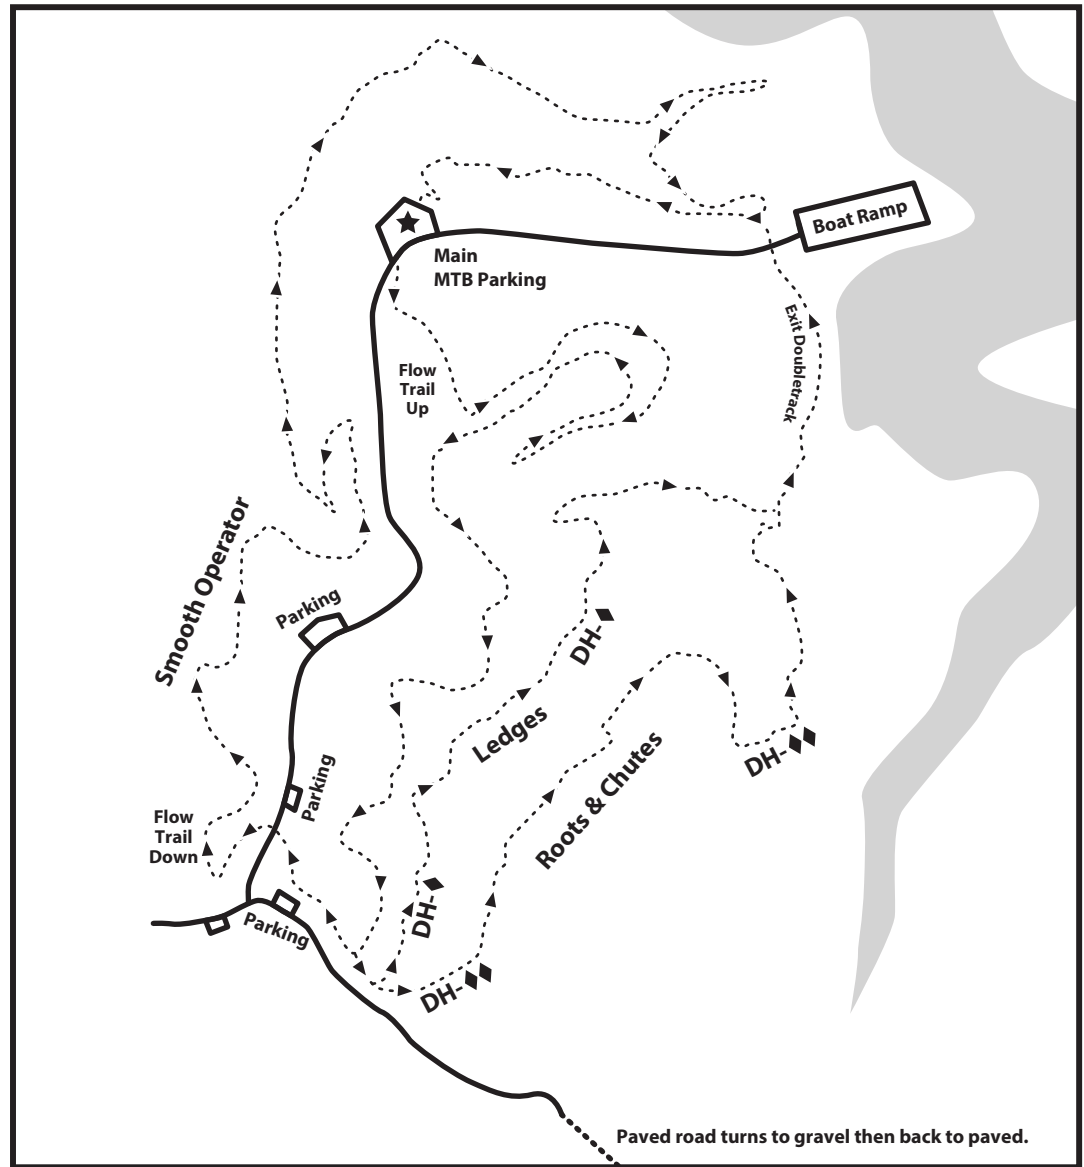 Boat Ramp
Main
MTB Parking
Exit Doubletrack
Flow
Trail
Up
Smooth Operator
Parking
DH-
Ledges
DH-
Parking
Roots & Chutes
Flow
Trail
Down
DH-
Parking
DH-
Paved road turns to gravel then back to paved.